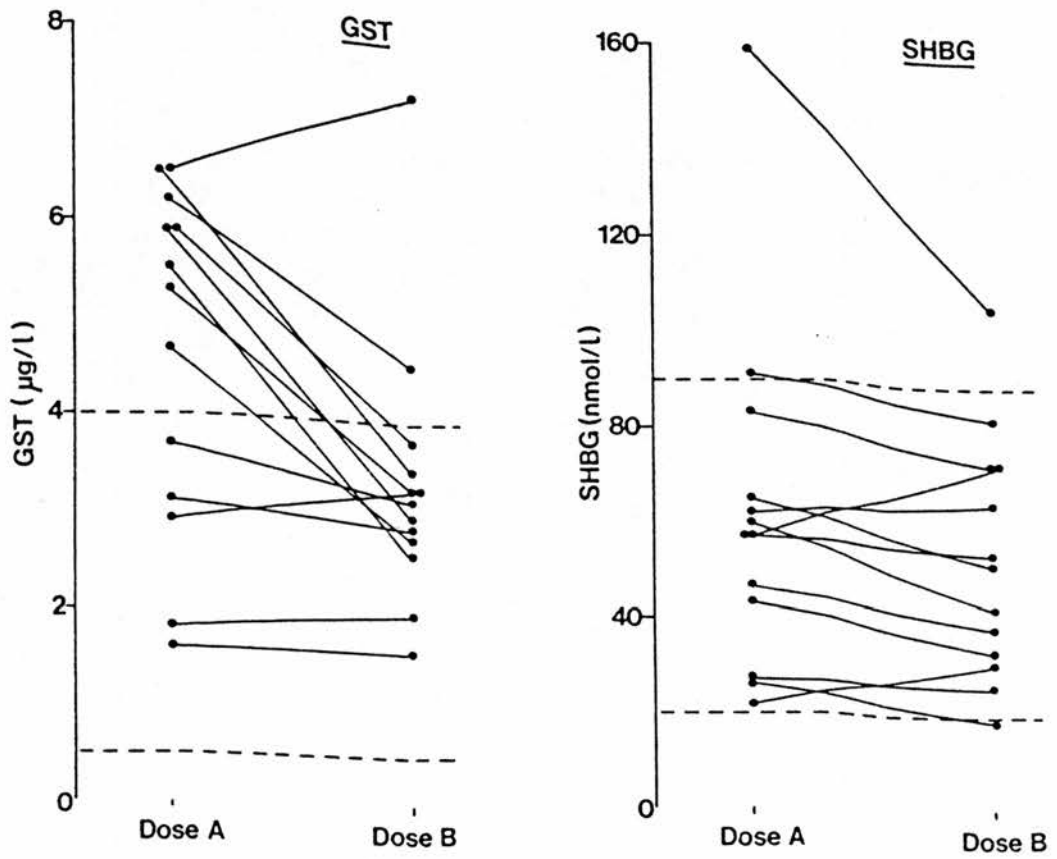 GST
8
6
4
2
0
GST (µg/l)
Dose A
Dose B
SHBG
160
120
80
40
0
SHBG (nmol/l)
Dose A
Dose B